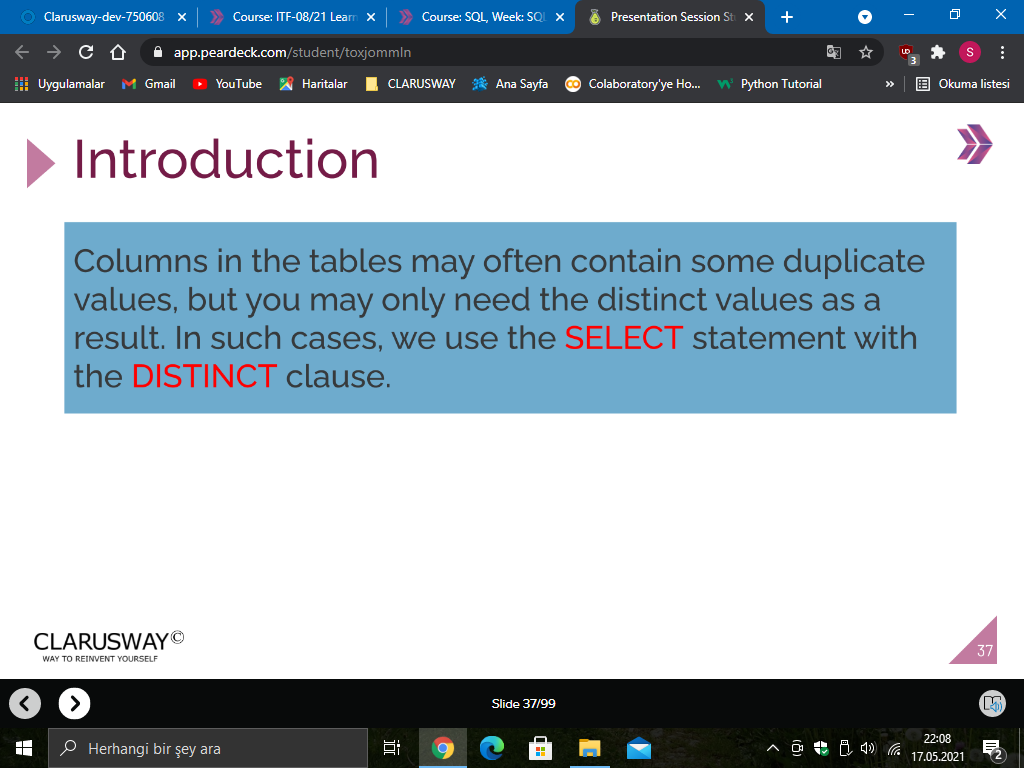 Clarusway-dev-750608
Course: ITF-08/21 Learn
Course: SQL, Week: SQL
Presentation Session St
app.peardeck.com/student/toxjommln
3
S
Uygulamalar
Gmail
YouTube
Haritalar
CLARUSWAY
Ana Sayfa
Colaboratory'ye Ho...
Python Tutorial
»
Okuma listesi
Introduction
Columns in the tables may often contain some duplicate
values, but you may only need the distinct values as a
result. In such cases, we use the SELECT statement with
the DISTINCT clause.
CLARUSWAY©
WAY TO REINVENT YOURSELF
37
Slide 37/99
Herhangi bir şey ara
22:08
17.05.2021
2